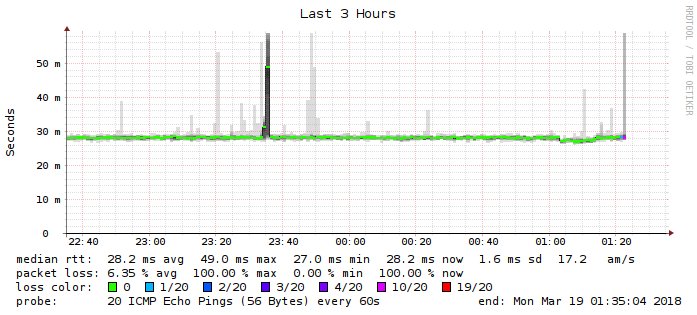 Last 3 Hours
RRDTOOL / TOBI OETIKER
Seconds
50 m
40 m
30 m
20 m
10 m
0
22:40 23:00 23:20 23:40 00:00 00:20 00:40 01:00 01:20
median rtt: 28.2 ms avg 49.0 ms max 27.0 ms min 28.2 ms now 1.6 ms sd 17.2 am/s
packet loss: 6.35 % avg 100.00 % max 0.00 % min 100.00 % now
loss color: 0 1/20 2/20 3/20 4/20 10/20 19/20
probe: 20 ICMP Echo Pings (56 Bytes) every 60s end: Mon Mar 19 01:35:04 2018